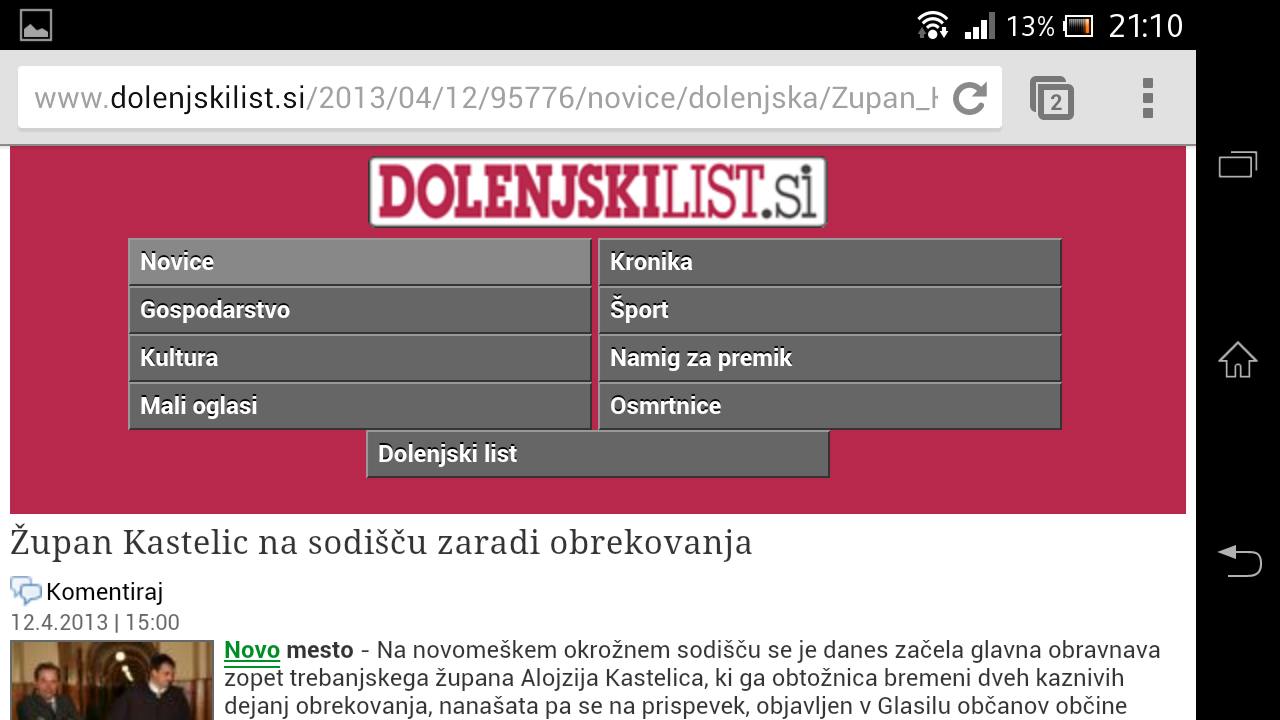 13% 21:10
www.dolenjskilist.si/2013/04/12/95776/novice/dolenjska/Zupan_
2
DOLENJSKILIST.si
Novice Kronika
Gospodarstvo Šport
Kultura Namig za premik
Mali oglasi Osmrtnice
Dolenjski list
Župan Kastelic na sodišču zaradi obrekovanja
Komentiraj
12.4.2013 | 15:00
Novo mesto - Na novomeškem okrožnem sodišču se je danes začela glavna obravnava
zopet trebanjskega župana Alojzija Kastelica, ki ga obtožnica bremeni dveh kaznivih
dejanj obrekovanja, nanašata pa se na prispevek, objavljen v Glasilu občanov občine